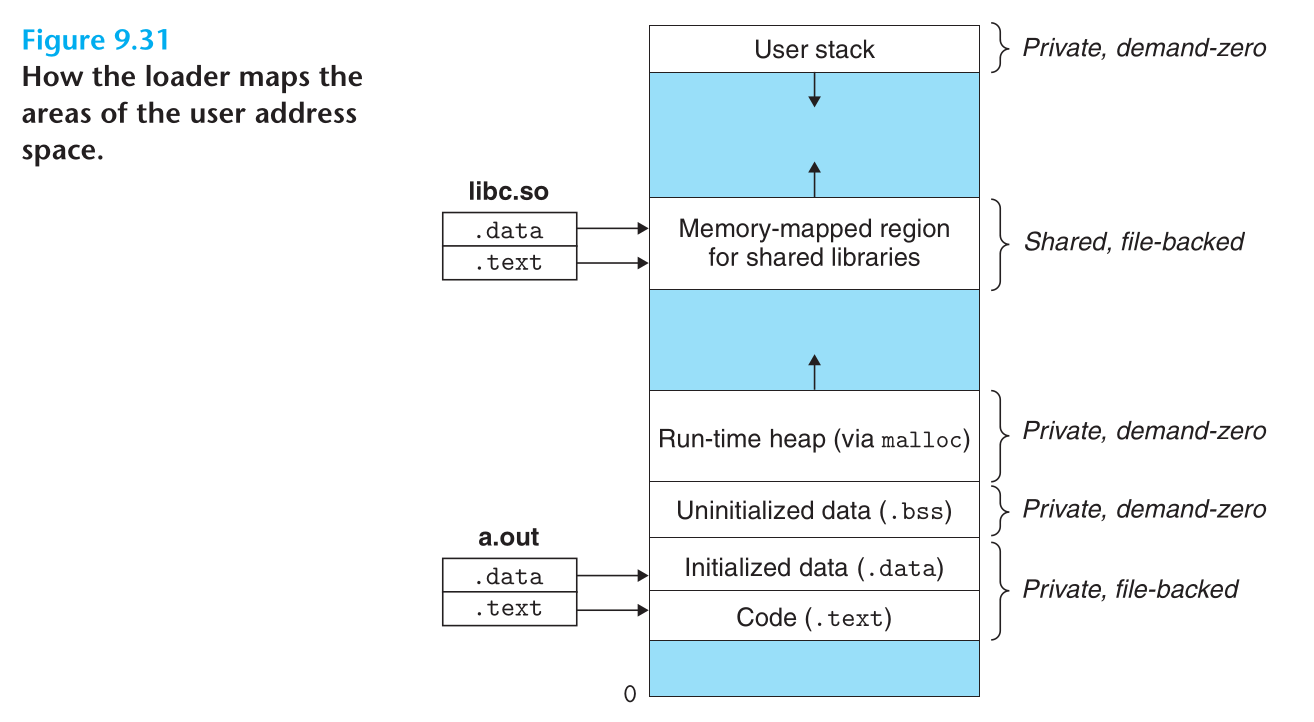 Figure 9.31
How the loader maps the
areas of the user address
space.
User stack
Private, demand-zero
libc.so
.data
.text
Memory-mapped region
for shared libraries
Shared, file-backed
Run-time heap (via malloc)
Private, demand-zero
Uninitialized data (.bss)
Private, demand-zero
a.out
.data
.text
Initialized data (.data)
Code (.text)
Private, file-backed
0